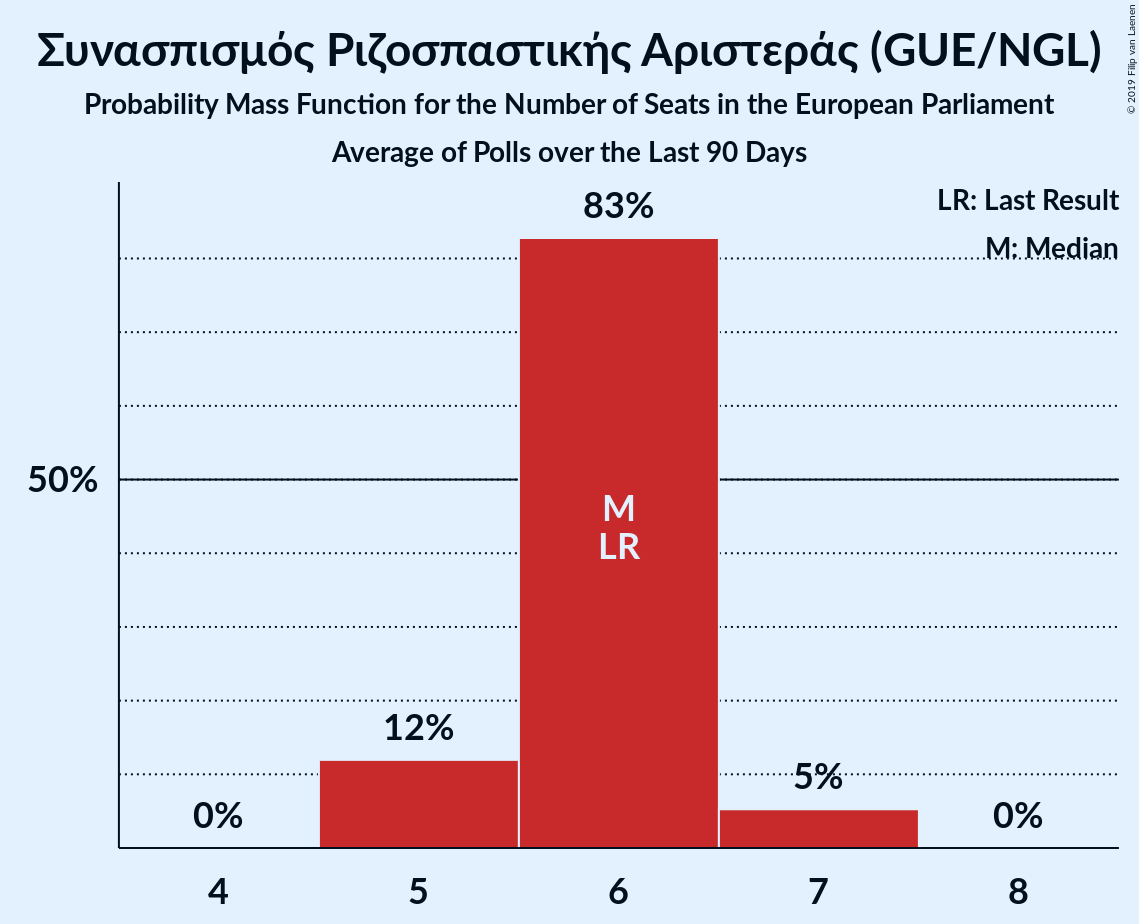 Συνασπισμός Ριζοσπαστικής Αριστεράς (GUE/NGL)
Probability Mass Function for the Number of Seats in the European Parliament
Average of Polls over the Last 90 Days
© 2019 Filip van Laenen
LR: Last Result
M: Median
83%
50%
M
LR
12%
5%
0%
0%
4
5
6
7
8